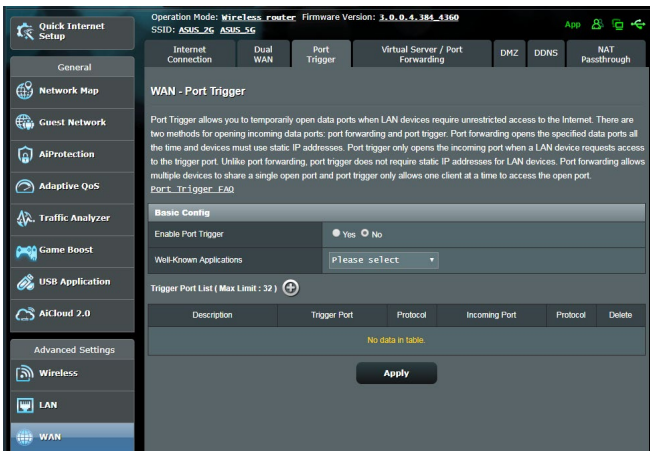 Quick Internet
Setup
General
Network Map
Guest Network
AiProtection
Adaptive QoS
Traffic Analyzer
Game Boost
USB Application
AiCloud 2.0
Advanced Settings
Wireless
LAN
WAN
Operation Mode: Wireless router Firmware Version: 3.0.0.4.384_4360
SSID: ASUS_2G ASUS_5G
App
Internet
Connection
Dual
WAN
Port
Trigger
Virtual Server / Port
Forwarding
DMZ
DDNS
NAT
Passthrough
WAN - Port Trigger
Port Trigger allows you to temporarily open data ports when LAN devices require unrestricted access to the Internet. There are
two methods for opening incoming data ports: port forwarding and port trigger. Port forwarding opens the specified data ports all
the time and devices must use static IP addresses. Port trigger only opens the incoming port when a LAN device requests access
to the trigger port. Unlike port forwarding, port trigger does not require static IP addresses for LAN devices. Port forwarding allows
multiple devices to share a single open port and port trigger only allows one client at a time to access the open port.
Port Trigger FAQ
Basic Config
Enable Port Trigger
Yes No
Well-Known Applications
Please select
Trigger Port List ( Max Limit : 32 )
Description Trigger Port Protocol Incoming Port Protocol Delete
No data in table.
Apply